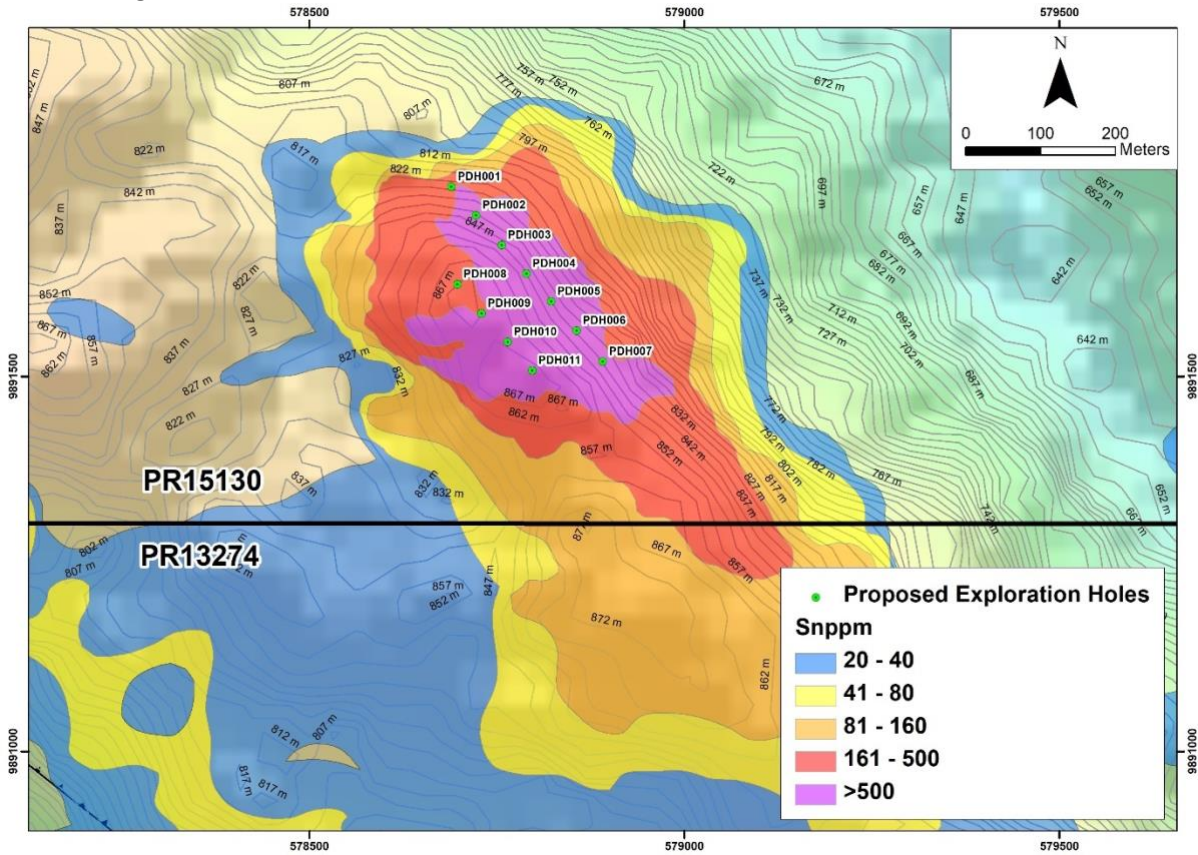 578500
579000
579500
N
0 100 200
Meters
757 m
752 m
777 m
807 m
672 m
847 m
807 m
762 m
822 m
817 m
812 m
797 m
822 m
722 m
697 m
657 m
652 m
842 m
PDH001
657 m
647 m
837 m
PDH002
847 m
PDH003
667 m
677 m
682 m
642 m
PDH004
PDH008
737 m
822 m
867 m
732 m
852 m
827 m
PDH005
PDH009
712 m
692 m
867 m
857 m
837 m
PDH006
727 m
702 m
642 m
PDH010
862 m
827 m
PDH007
9891500
9891500
832 m
PDH011
687 m
827 m
867 m
867 m
772 m
822 m
862 m
832 m
842 m
792 m
857 m
852 m
802 m
782 m
767 m
837 m
832 m
832 m
827 m
817 m
652 m
PR15130
837 m
PR13274
802 m
867 m
857 m
807 m
857 m
852 m
847 m
872 m
862 m
Proposed Exploration Holes
Snppm
20 - 40
41 - 80
81 - 160
161 - 500
>500
812 m
807 m
817 m
817 m
9891000
9891000
578500
579000
579500